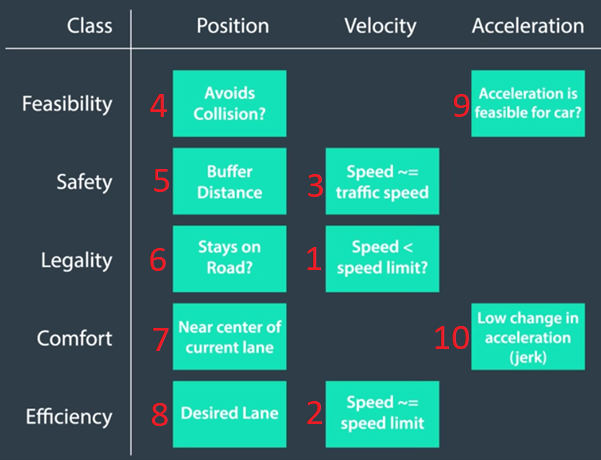 Class Position Velocity Acceleration
Feasibility
4
Avoids
Collision?
9
Acceleration is
feasible for car?
Safety
5
Buffer
Distance
3
Speed ~=
traffic speed
Legality
6
Stays on
Road?
1
Speed <
speed limit?
Comfort
7
Near center of
current lane
10
Low change in
acceleration
(jerk)
Efficiency
8
Desired Lane
2
Speed ~=
speed limit